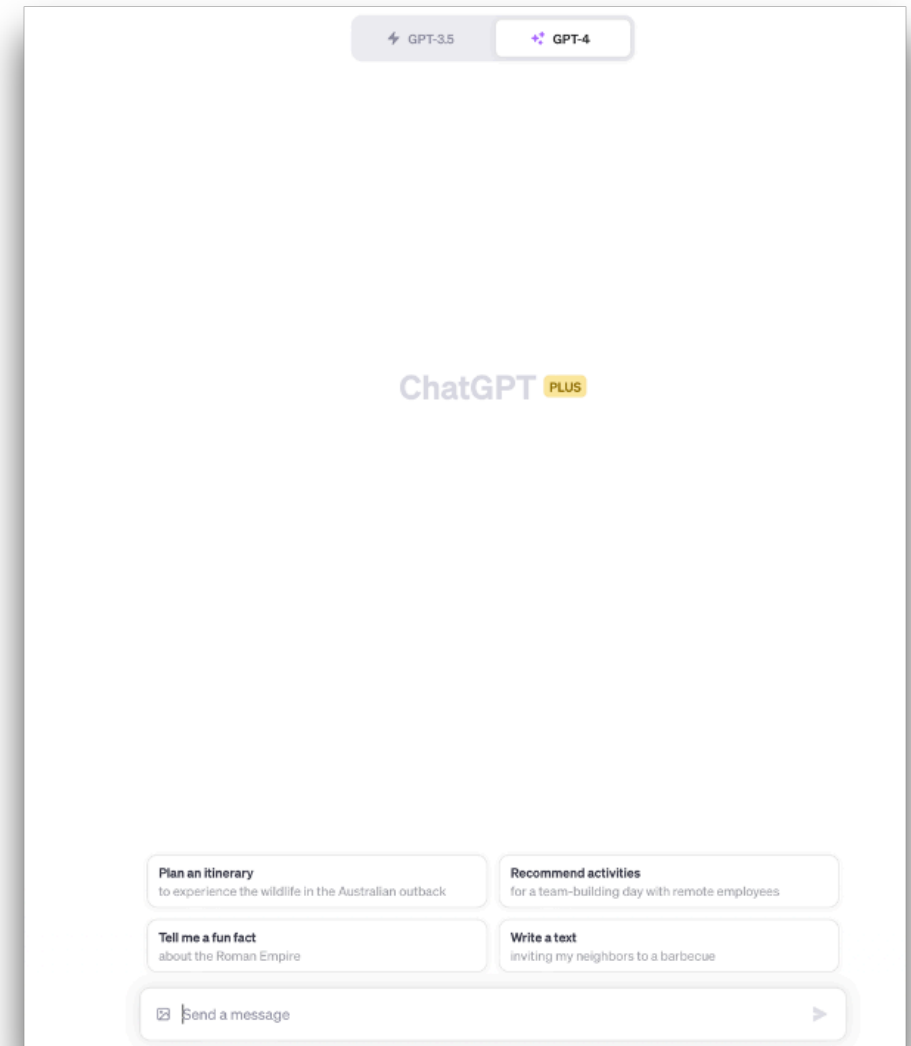 GPT-3.5
GPT-4
ChatGPT PLUS
Plan an itinerary
to experience the wildlife in the Australian outback
Recommend activities
for a team-building day with remote employees
Tell me a fun fact
about the Roman Empire
Write a text
inviting my neighbors to a barbecue
Send a message